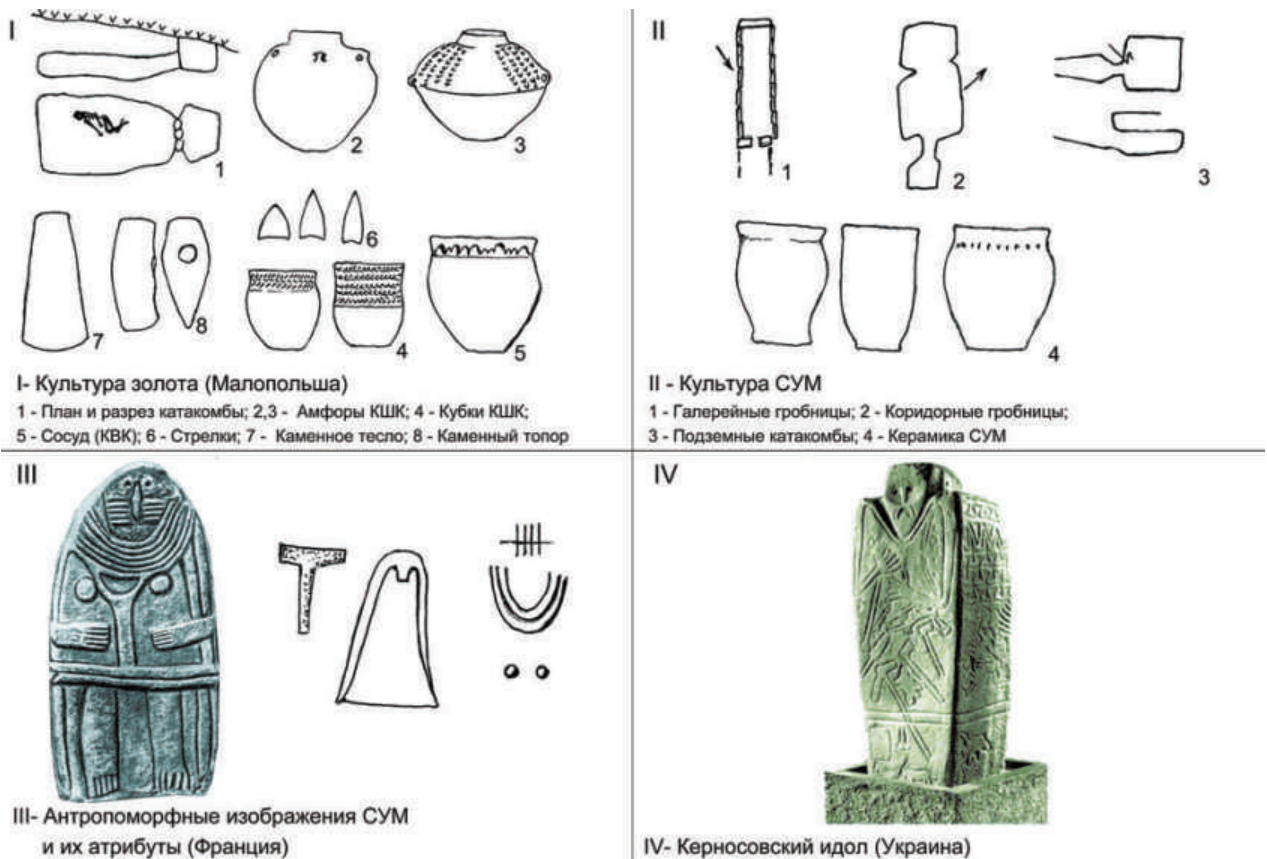 I
1
2
3
7
8
6
4
5
I- Культура золота (Малопольша)
1 - План и разрез катакомбы; 2,3 - Амфоры КШК; 4 - Кубки КШК;
5 - Сосуд (КВК); 6 - Стрелки; 7 - Каменное тесло; 8 - Каменный топор
II
1
2
3
4
II - Культура СУМ
1 - Галерейные гробницы; 2 - Коридорные гробницы;
3 - Подземные катакомбы; 4 - Керамика СУМ
III
III- Антропоморфные изображения СУМ
и их атрибуты (Франция)
IV
IV- Керносовский идол (Украина)